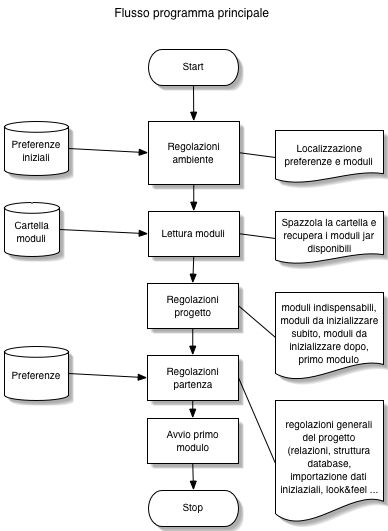 Flusso programma principale
Start
Preferenze
iniziali
Regolazioni
ambiente
Localizzazione
preferenze e moduli
Cartella
moduli
Lettura moduli
Spazzola la cartella e
recupera i moduli jar
disponibili
Regolazioni
progetto
moduli indispensabili,
moduli da inizializzare
subito, moduli da
inizializzare dopo,
primo modulo
Preferenze
Regolazioni
partenza
regolazioni generali
del progetto
(relazioni, struttura
database,
importazione dati
iniziaziali, look&feel ...
Avvio primo
modulo
Stop